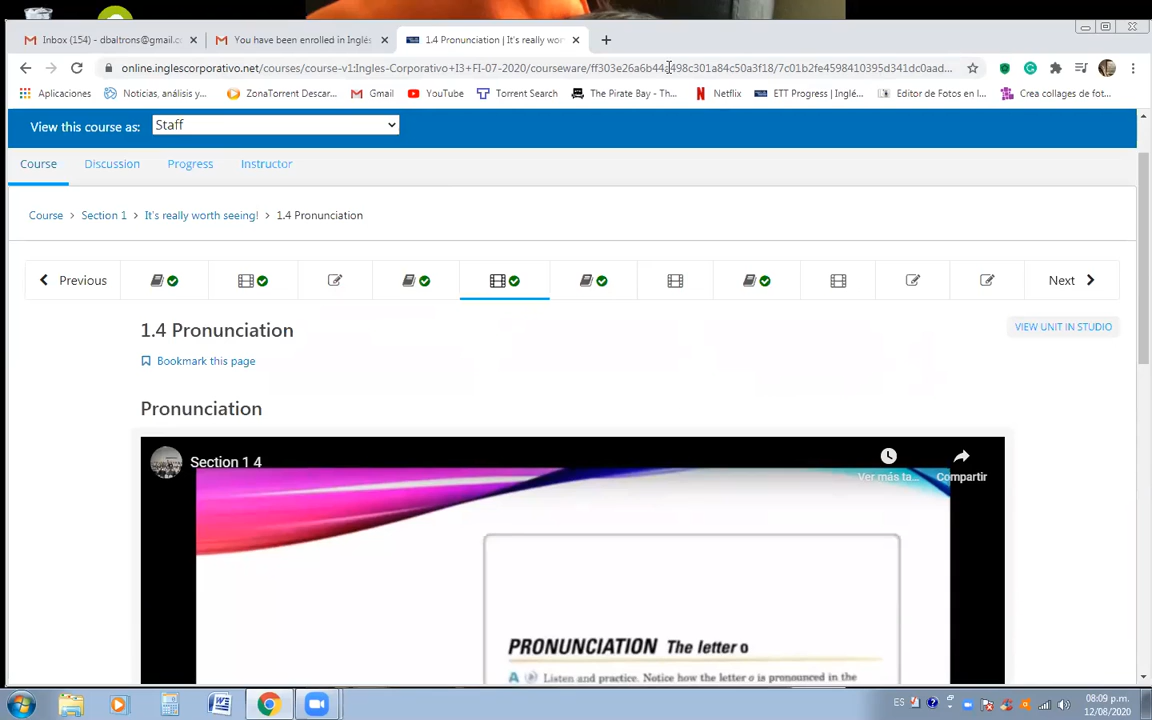 Inbox (154) - dbaltrons@gmail.c
You have been enrolled in Inglés
1.4 Pronunciation | It's really wor
online.inglescorporativo.net/courses/course-v1:Ingles-Corporativo+I3+FI-07-2020/courseware/ff303e26a6b44a498c301a84c50a3f18/7c01b2fe4598410395d341dc0aad...
Aplicaciones
Noticias, análisis y...
ZonaTorrent Descar...
Gmail
YouTube
Torrent Search
The Pirate Bay - Th...
Netflix
ETT Progress | Inglé...
Editor de Fotos en l...
Crea collages de fot...
View this course as:
Staff
Course
Discussion
Progress
Instructor
Course > Section 1 > It's really worth seeing! > 1.4 Pronunciation
Previous
Next
1.4 Pronunciation
VIEW UNIT IN STUDIO
Bookmark this page
Pronunciation
Section 1 4
Ver más ta...
Compartir
PRONUNCIATION The letter o
A Listen and practice. Notice how the letter o is pronounced in the
ES
08:09 p.m.
12/08/2020